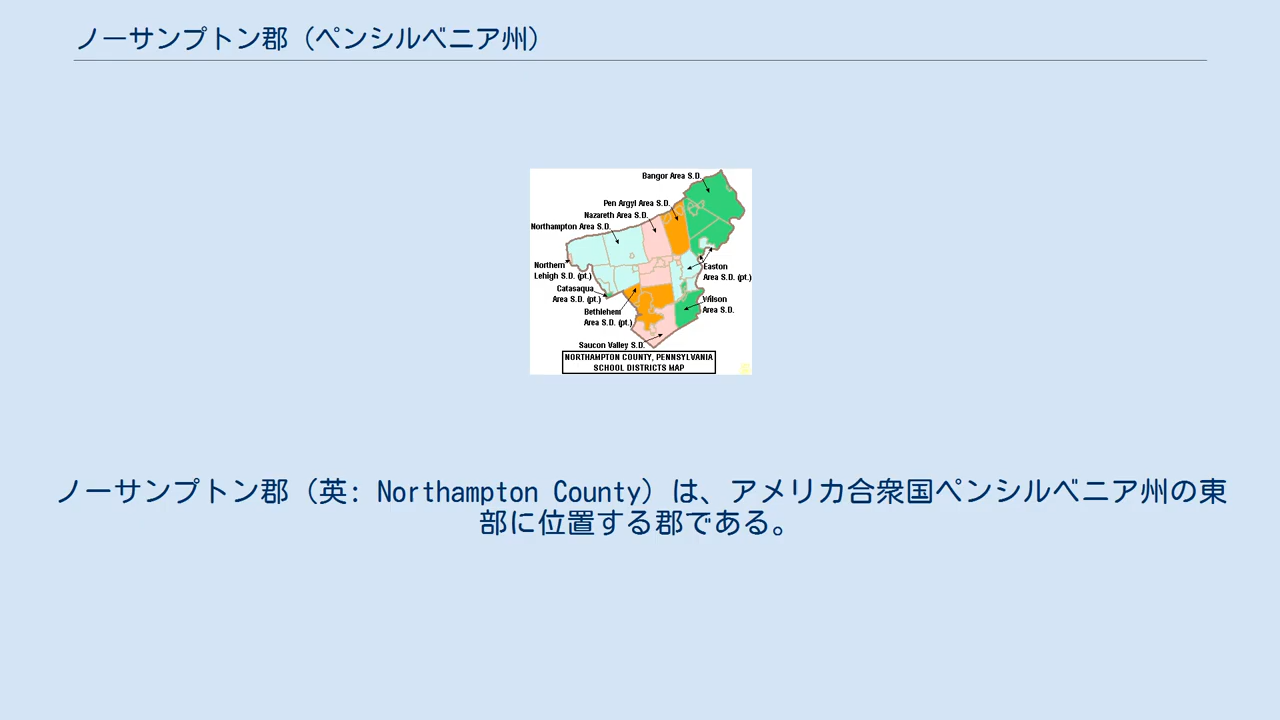 ノーサンプトン郡（ペンシルベニア州）
Bangor Area S.D.
Pen Argyl Area S.D.
Nazareth Area S.D.
Northampton Area S.D.
Northern
Lehigh S.D. (pt.)
Easton
Area S.D. (pt.)
Catasaqua
Area S.D. (pt.)
Wilson
Area S.D.
Bethlehem
Area S.D. (pt.)
Saucon Valley S.D.
NORTHAMPTON COUNTY, PENNSYLVANIA
SCHOOL DISTRICTS MAP
ノーサンプトン郡（英: Northampton County）は、アメリカ合衆国ペンシルベニア州の東
部に位置する郡である。